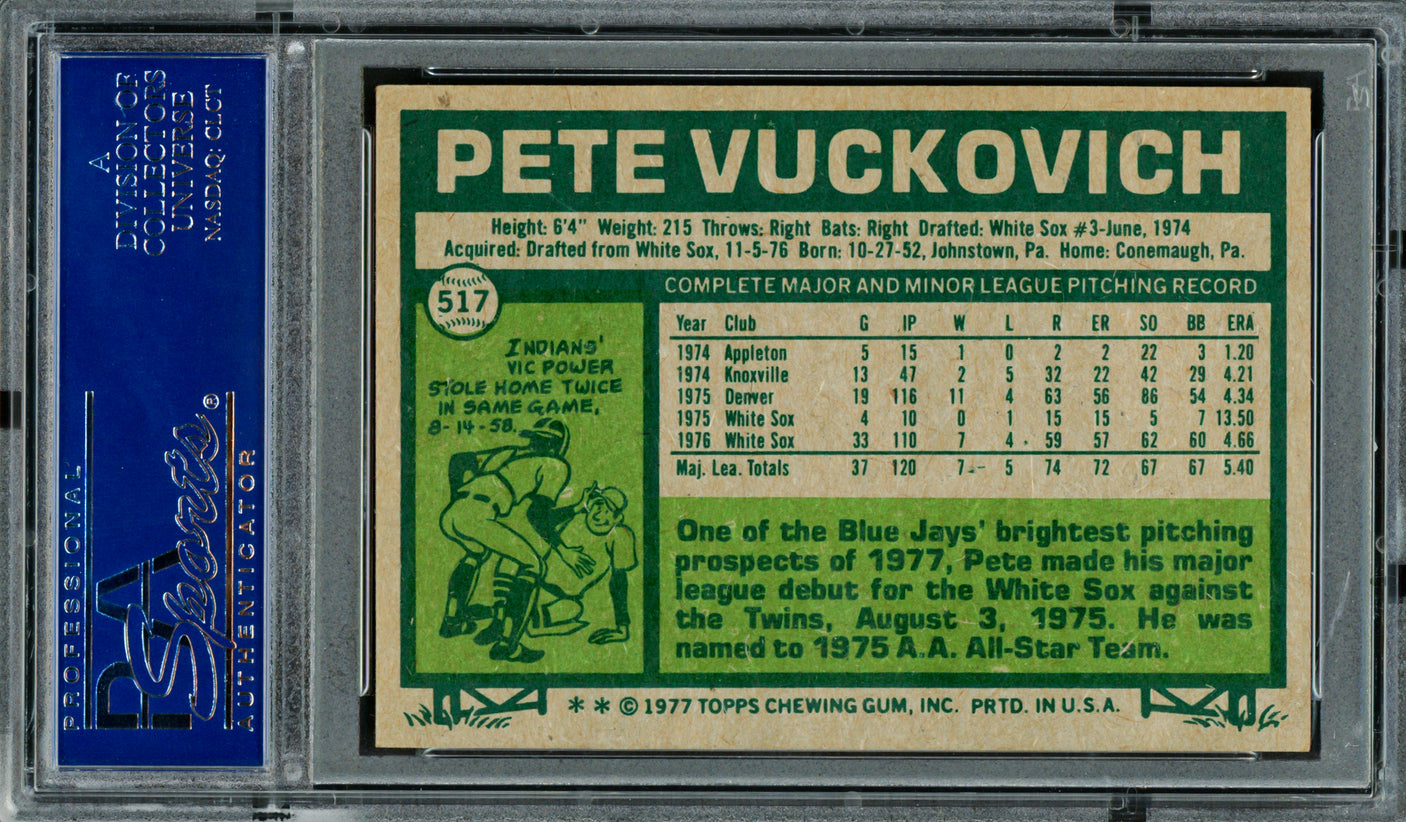 A
DIVISION OF
COLLECTORS
UNIVERSE
NASDAQ: CLCT
PROFESSIONAL
PSA
Sports®
AUTHENTICATOR
PSA
PETE VUCKOVICH
Height: 6'4" Weight: 215 Throws: Right Bats: Right Drafted: White Sox #3-June, 1974
Acquired: Drafted from White Sox, 11-5-76 Born: 10-27-52, Johnstown, Pa. Home: Conemaugh, Pa.
517
INDIANS'
VIC POWER
STOLE HOME TWICE
IN SAME GAME,
8-14-58.
COMPLETE MAJOR AND MINOR LEAGUE PITCHING RECORD
Year Club G IP W L R ER SO BB ERA
1974 Appleton 5 15 1 0 2 2 22 3 1.20
1974 Knoxville 13 47 2 5 32 22 42 29 4.21
1975 Denver 19 116 11 4 63 56 86 54 4.34
1975 White Sox 4 10 0 1 15 15 5 7 13.50
1976 White Sox 33 110 7 4 59 57 62 60 4.66
Maj. Lea. Totals 37 120 7 5 74 72 67 67 5.40
One of the Blue Jays' brightest pitching
prospects of 1977, Pete made his major
league debut for the White Sox against
the Twins, August 3, 1975. He was
named to 1975 A.A. All-Star Team.
** © 1977 TOPPS CHEWING GUM, INC. PRTD. IN U.S.A.